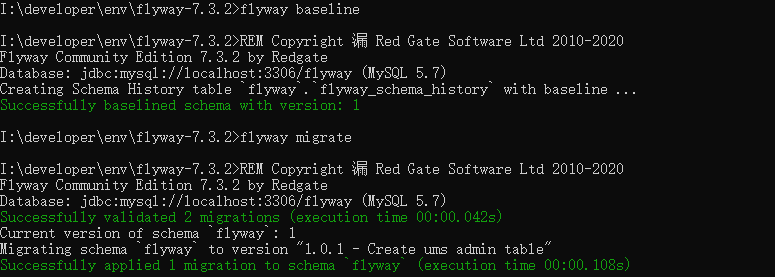 I:\developer\env\flyway-7.3.2>flyway baseline
I:\developer\env\flyway-7.3.2>REM Copyright 漏 Red Gate Software Ltd 2010-2020
Flyway Community Edition 7.3.2 by Redgate
Database: jdbc:mysql://localhost:3306/flyway (MySQL 5.7)
Creating Schema History table `flyway`.`flyway_schema_history` with baseline ...
Successfully baselined schema with version: 1
I:\developer\env\flyway-7.3.2>flyway migrate
I:\developer\env\flyway-7.3.2>REM Copyright 漏 Red Gate Software Ltd 2010-2020
Flyway Community Edition 7.3.2 by Redgate
Database: jdbc:mysql://localhost:3306/flyway (MySQL 5.7)
Successfully validated 2 migrations (execution time 00:00.042s)
Current version of schema `flyway`: 1
Migrating schema `flyway` to version "1.0.1 - Create ums admin table"
Successfully applied 1 migration to schema `flyway` (execution time 00:00.108s)